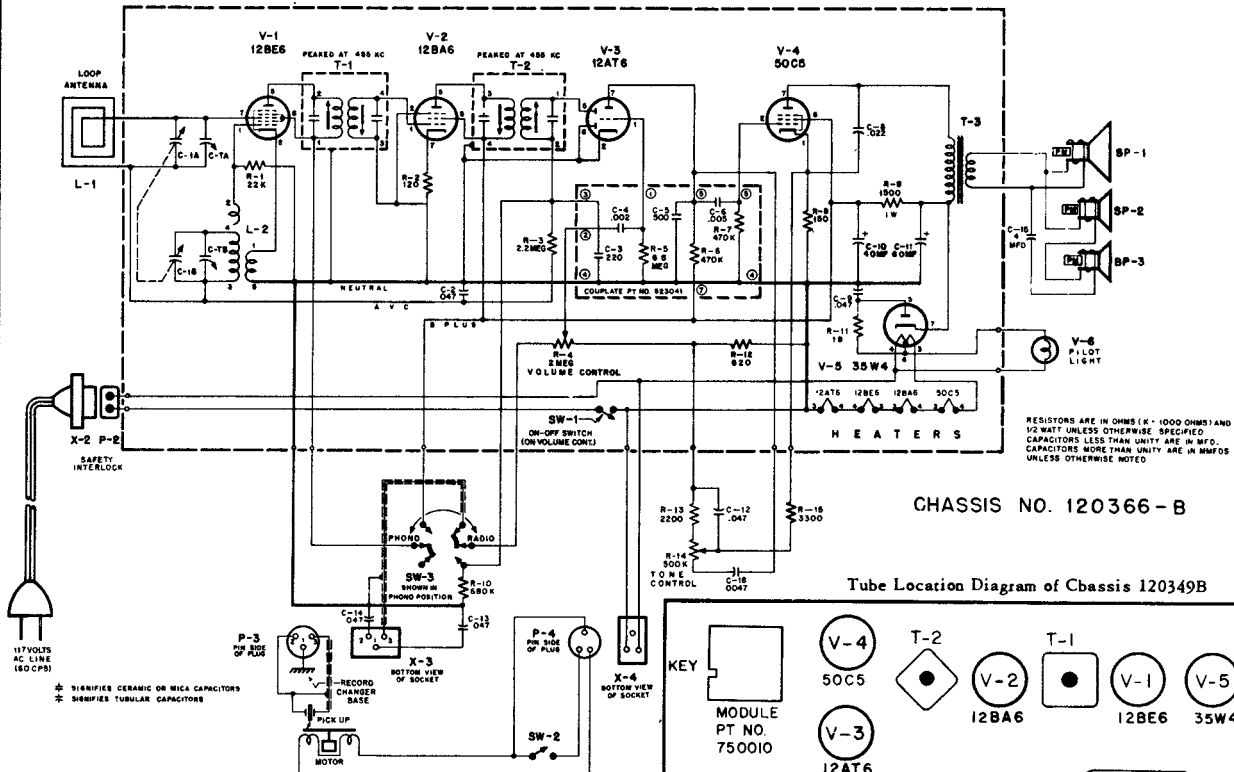 V-1
12BE6
PEAKED AT 455 KC
T-1
V-2
12BA6
PEAKED AT 455 KC
T-2
V-3
12AT6
V-4
50C5
LOOP
ANTENNA
L-1
C-1A
C-TA
R-1
22K
R-2
120
C-8
.022
T-3
SP-1
SP-2
SP-3
C-15
4
MFD
R-9
1500
1W
R-8
150
C-10
40MF
C-11
60MF
L-2
C-1B
C-TB
R-3
2.2MEG
C-4
.002
C-3
220
C-5
500
R-5
6.8
MEG
C-6
.005
R-7
470K
R-6
470K
COUPLATE PT NO. 923041
NEUTRAL
A V C
C-2
.047
B PLUS
C-9
.047
R-11
18
V-5 35W4
V-6
PILOT
LIGHT
R-4
2MEG
VOLUME CONTROL
R-12
820
12AT6
12BE6
12BA6
50C5
HEATERS
X-2 P-2
SAFETY
INTERLOCK
SW-1
ON-OFF SWITCH
(ON VOLUME CONT.)
RESISTORS ARE IN OHMS (K = 1000 OHMS) AND
1/2 WATT UNLESS OTHERWISE SPECIFIED
CAPACITORS LESS THAN UNITY ARE IN MFD.
CAPACITORS MORE THAN UNITY ARE IN MMFDS
UNLESS OTHERWISE NOTED
CHASSIS NO. 120366-B
PHONO
RADIO
SW-3
SHOWN IN
PHONO POSITION
R-10
680K
C-14
.047
C-13
.047
R-13
2200
C-12
.047
R-14
500K
TONE
CONTROL
R-15
3300
C-16
.0047
117 VOLTS
AC LINE
(60 CPS)
SIGNIFIES CERAMIC OR MICA CAPACITORS
SIGNIFIES TUBULAR CAPACITORS
P-3
PIN SIDE
OF PLUG
RECORD
CHANGER
BASE
PICK UP
MOTOR
X-3
BOTTOM VIEW
OF SOCKET
P-4
PIN SIDE
OF PLUG
SW-2
X-4
BOTTOM VIEW
OF SOCKET
Tube Location Diagram of Chassis 120349B
KEY
MODULE
PT NO.
750010
V-4
50C5
V-3
12AT6
T-2
V-2
12BA6
T-1
V-1
12BE6
V-5
35W4